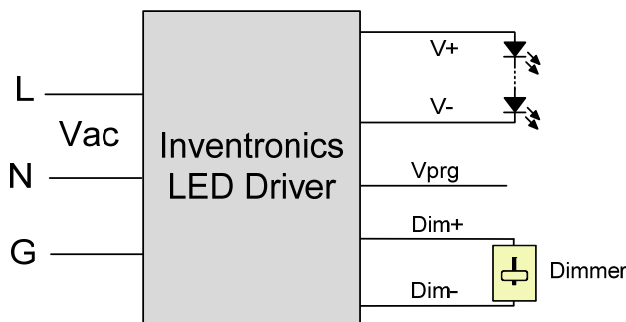 L
Vac
N
G
Inventronics
LED Driver
V+
V-
Vprg
Dim+
Dim-
Dimmer